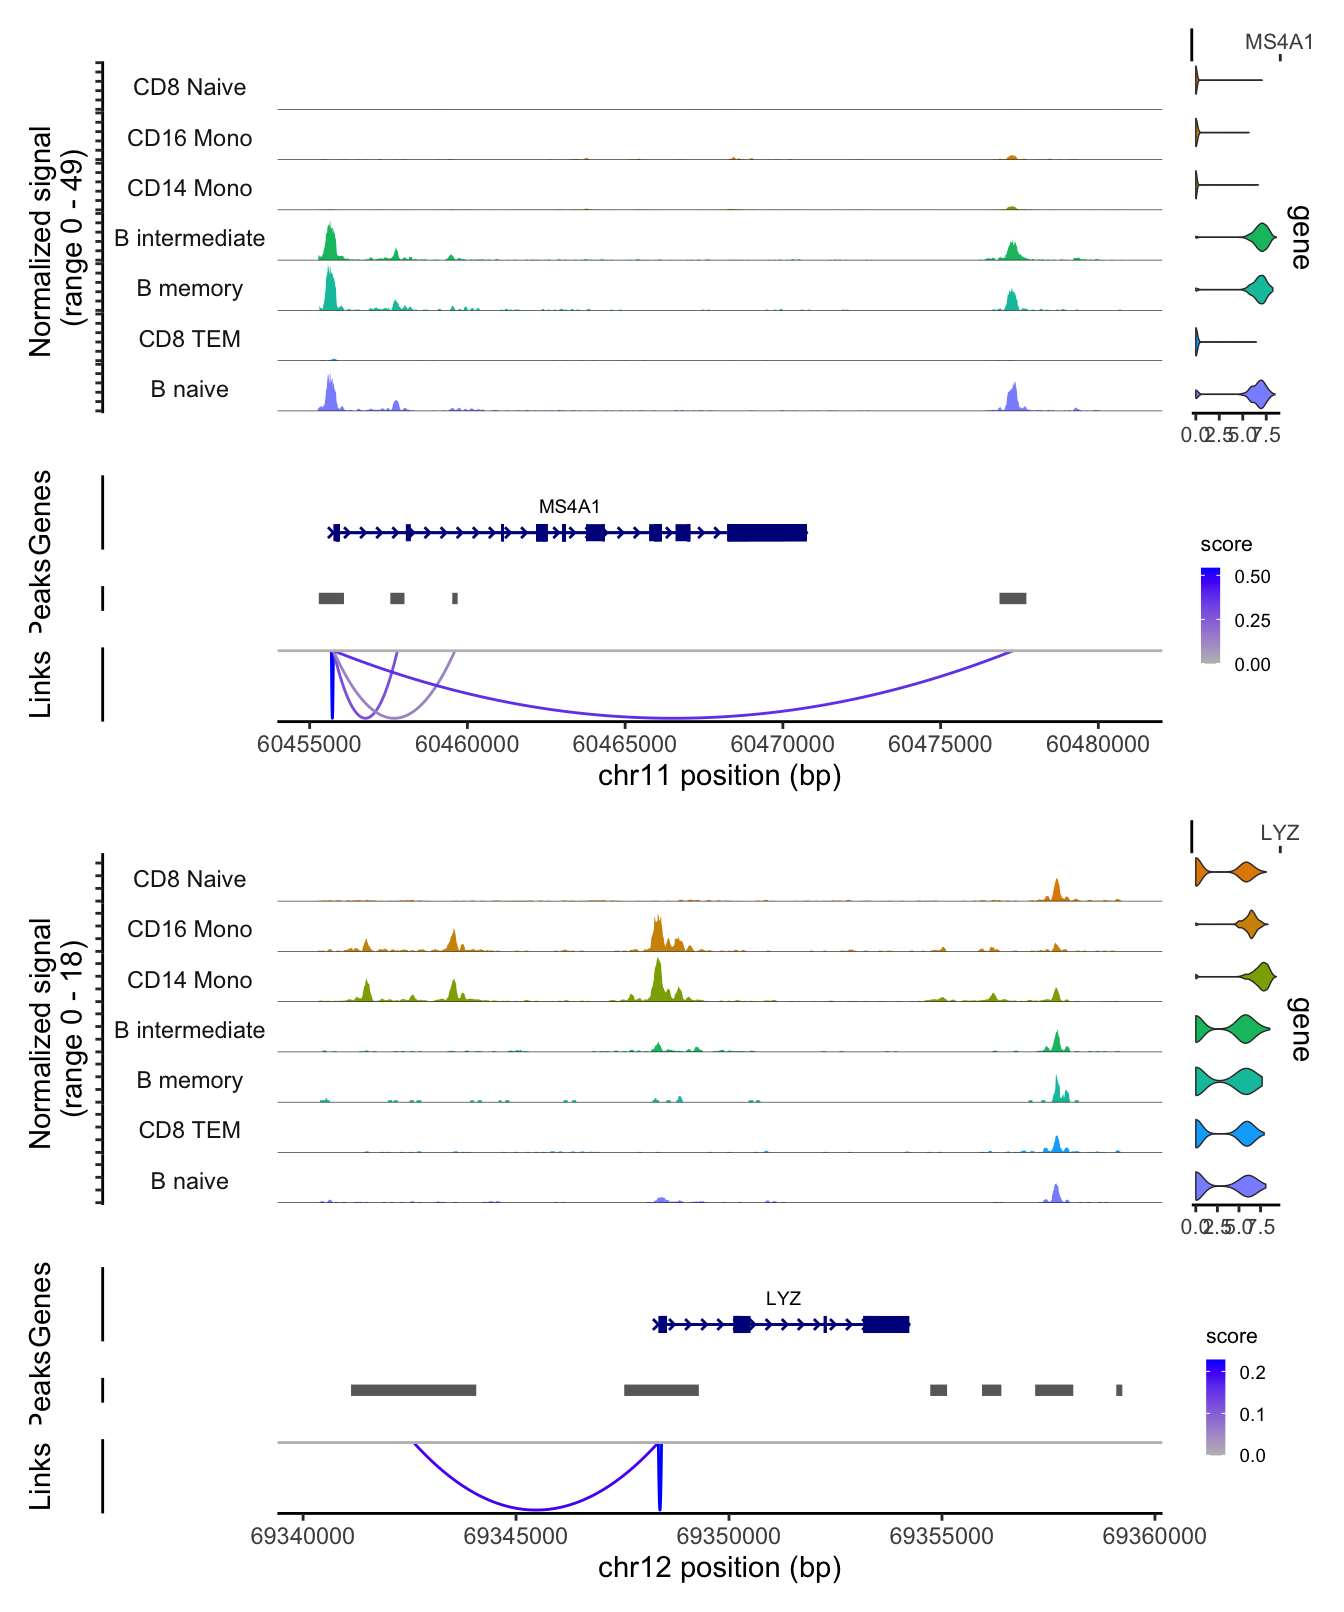 MS4A1
CD8 Naive
CD16 Mono
CD14 Mono
B intermediate
B memory
CD8 TEM
B naive
Normalized signal
(range 0 - 49)
gene
0.0 2.5 5.0 7.5
Genes
MS4A1
Peaks
Links
score
0.50
0.25
0.00
60455000 60460000 60465000 60470000 60475000 60480000
chr11 position (bp)
LYZ
CD8 Naive
CD16 Mono
CD14 Mono
B intermediate
B memory
CD8 TEM
B naive
Normalized signal
(range 0 - 18)
gene
0.0 2.5 5.0 7.5
Genes
LYZ
Peaks
Links
score
0.2
0.1
0.0
69340000 69345000 69350000 69355000 69360000
chr12 position (bp)